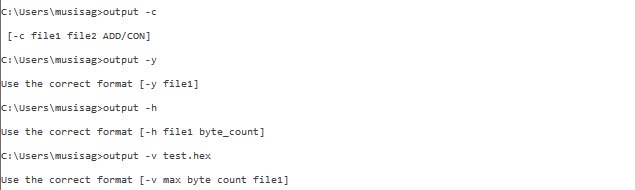 C:\Users\musisag>output -c
[-c file1 file2 ADD/CON]
C:\Users\musisag>output -y
Use the correct format [-y file1]
C:\Users\musisag>output -h
Use the correct format [-h file1 byte_count]
C:\Users\musisag>output -v test.hex
Use the correct format [-v max byte count file1]